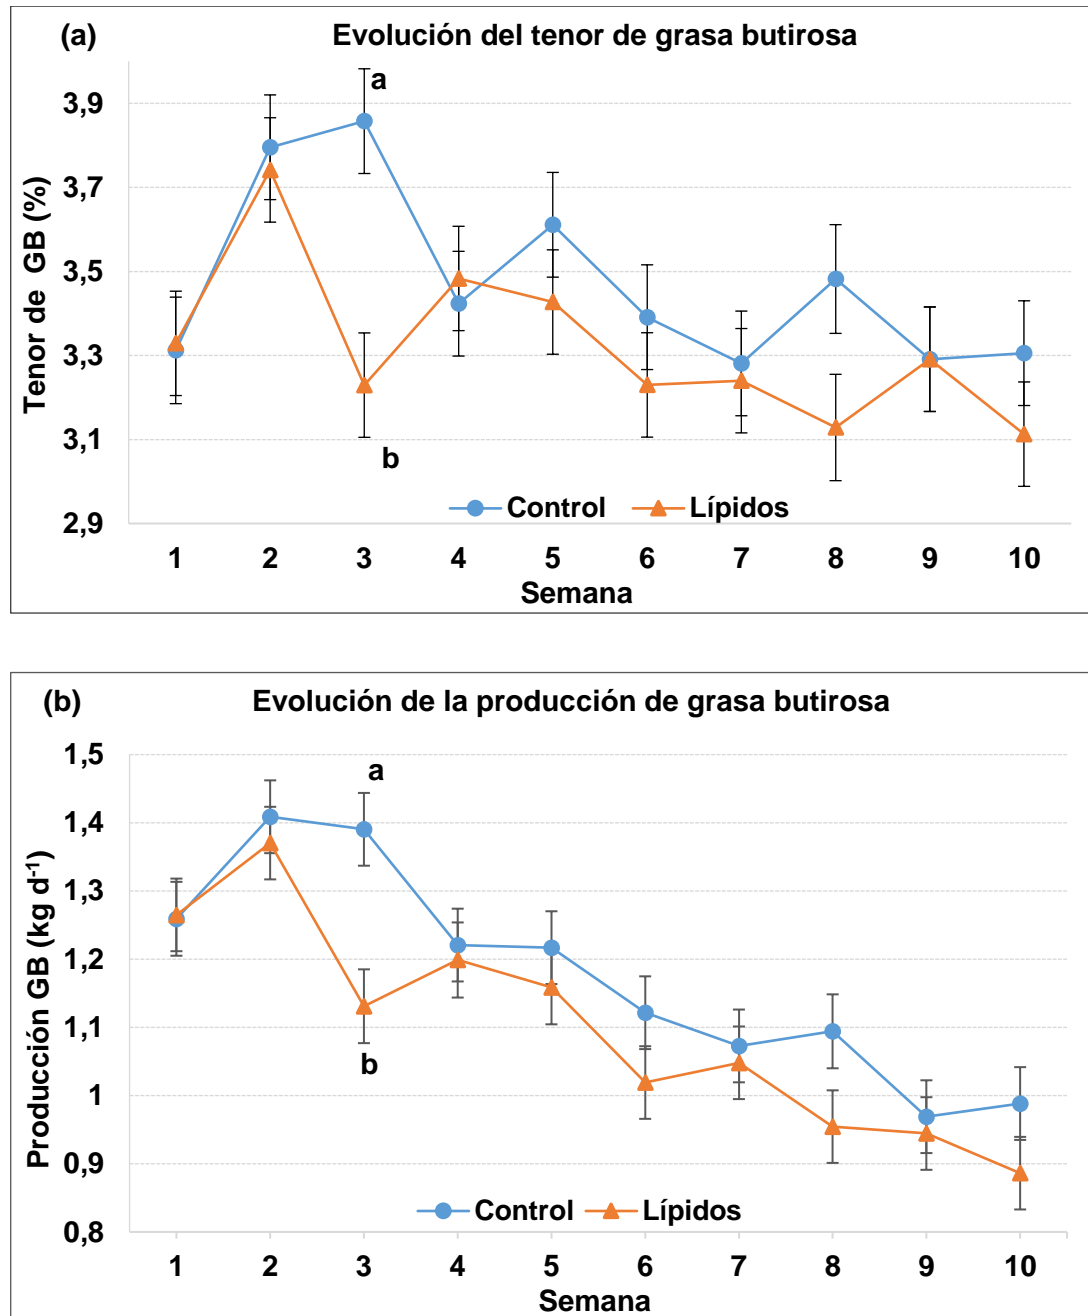 (a) Evolución del tenor de grasa butirosa
Tenor de GB (%)
3,9
3,7
3,5
3,3
3,1
2,9
a
b
Control Lípidos
1 2 3 4 5 6 7 8 9 10
Semana
(b) Evolución de la producción de grasa butirosa
Producción GB (kg d-1)
1,5
1,4
1,3
1,2
1,1
1
0,9
0,8
a
b
Control Lípidos
1 2 3 4 5 6 7 8 9 10
Semana